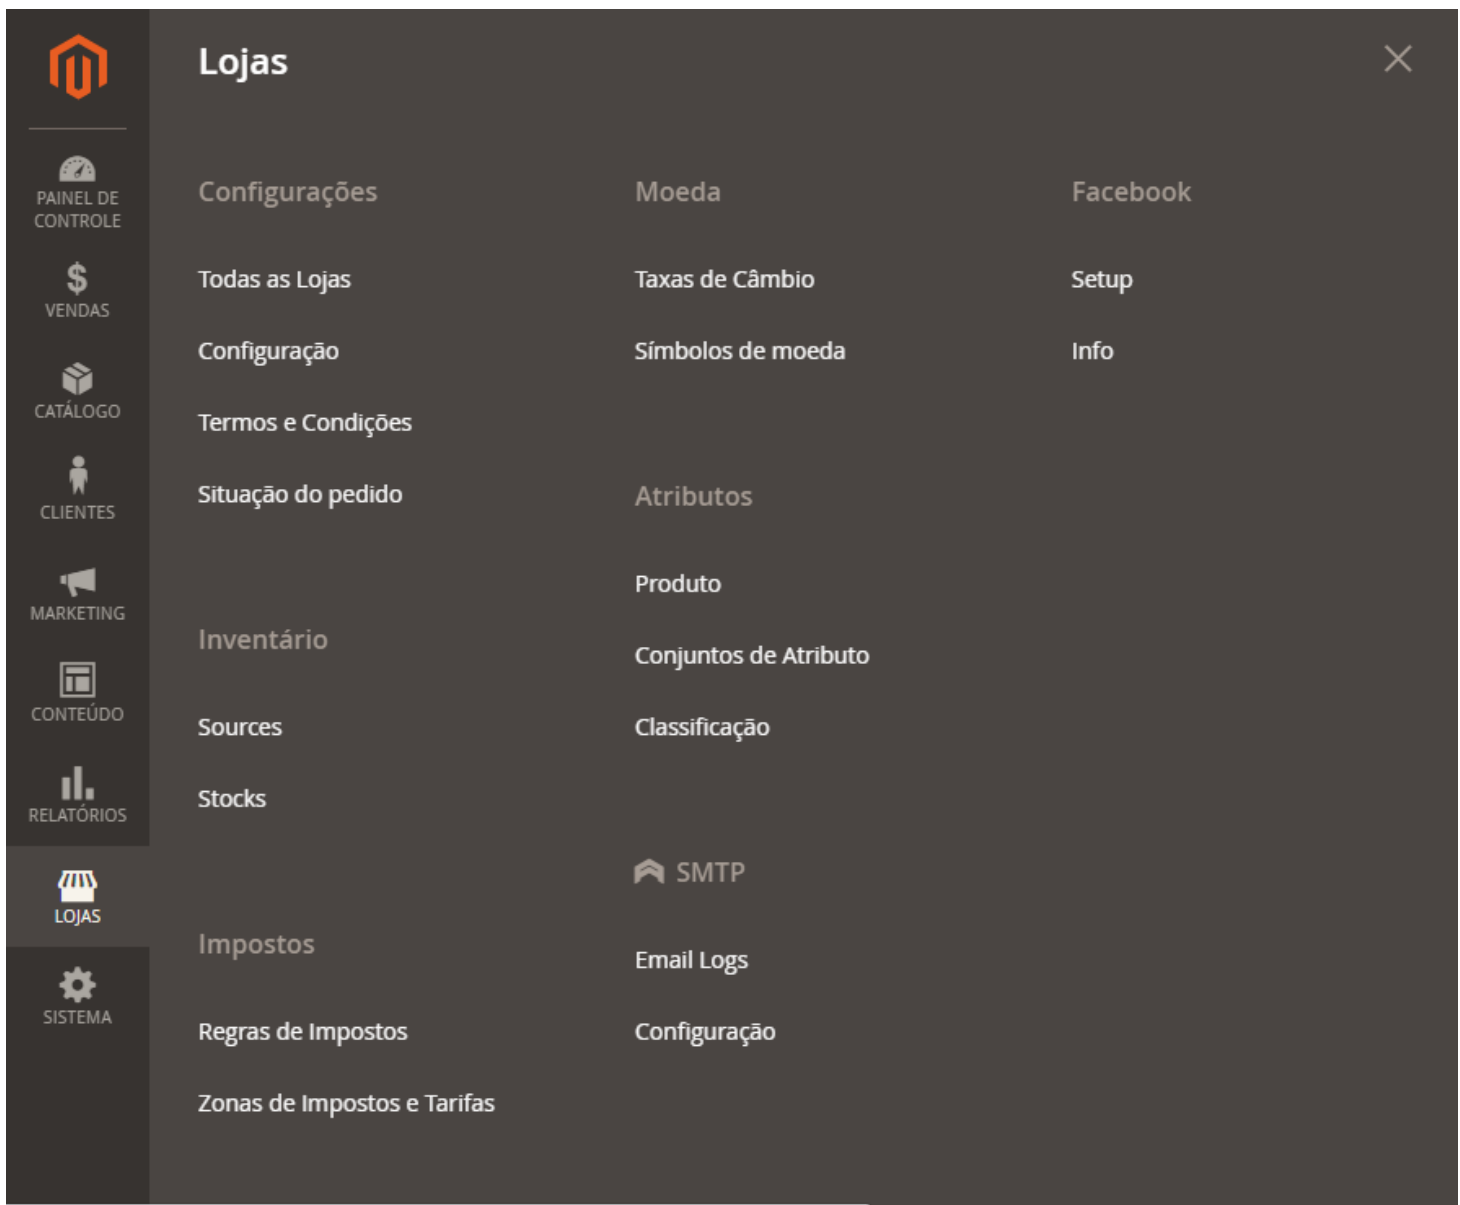 PAINEL DE
CONTROLE
VENDAS
CATÁLOGO
CLIENTES
MARKETING
CONTEÚDO
RELATÓRIOS
LOJAS
SISTEMA
Lojas
Configurações
Todas as Lojas
Configuração
Termos e Condições
Situação do pedido
Inventário
Sources
Stocks
Impostos
Regras de Impostos
Zonas de Impostos e Tarifas
Moeda
Taxas de Câmbio
Símbolos de moeda
Atributos
Produto
Conjuntos de Atributo
Classificação
SMTP
Email Logs
Configuração
Facebook
Setup
Info